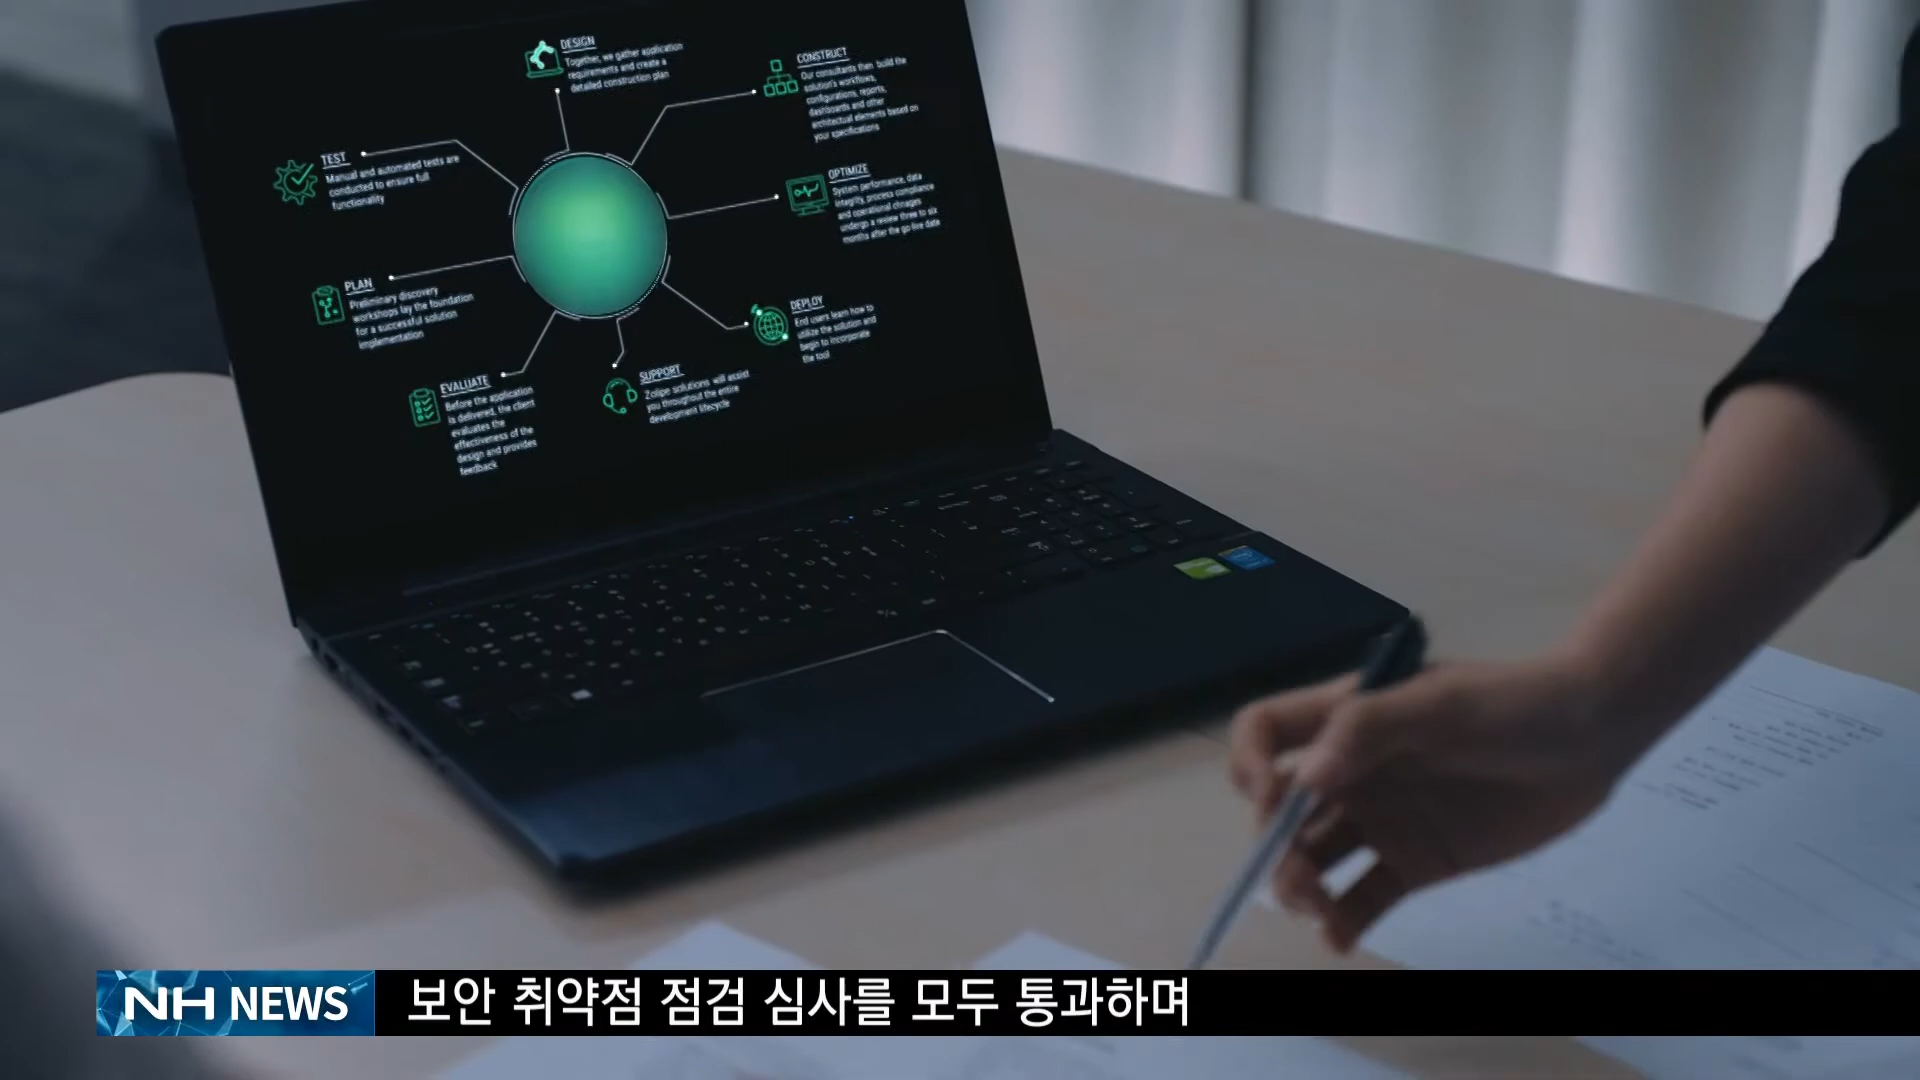 DESIGN
Together, we gather application
requirements and create a
detailed construction plan
CONSTRUCT
Our consultants then build the
solution's workflows,
configurations, reports,
dashboards and other
architectural elements based on
your specifications
TEST
Manual and automated tests are
conducted to ensure full
functionality
OPTIMIZE
System performance, data
integrity, process compliance
and operational chnages
undergo a review three to six
months after the go live date
PLAN
Preliminary discovery
workshops lay the foundation
for a successful solution
implementation
DEPLOY
End users learn how to
utilize the solution and
begin to incorporate
the tool
EVALUATE
Before the application
is delivered, the client
evaluates the
effectiveness of the
design and provides
feedback
SUPPORT
solutions will assist
you throughout the entire
development lifecycle
NH NEWS
보안 취약점 점검 심사를 모두 통과하며